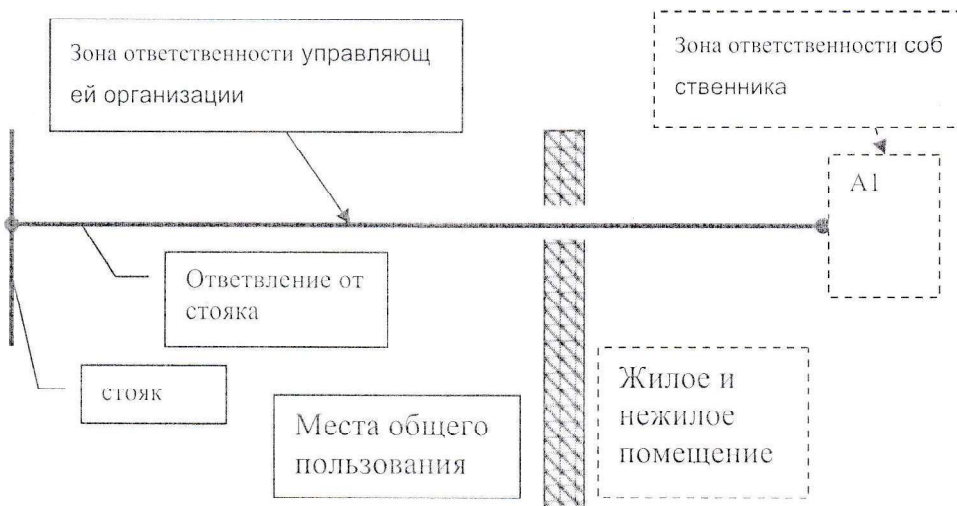 Зона ответственности управляющ
ей организации
Зона ответственности соб
ственника
А1
Ответвление от
стояка
стояк
Места общего
пользования
Жилое и
нежилое
помещение